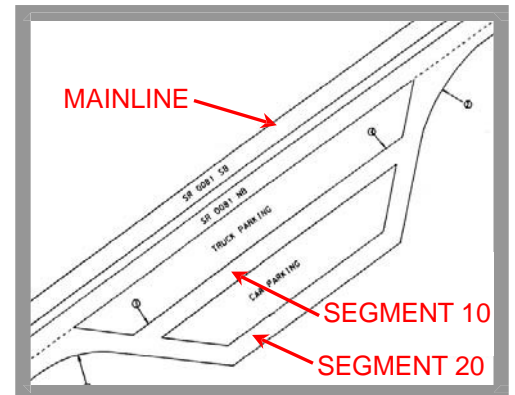 MAINLINE
SR 0081 SB
SR 0081 NB
TRUCK PARKING
CAR PARKING
SEGMENT 10
SEGMENT 20